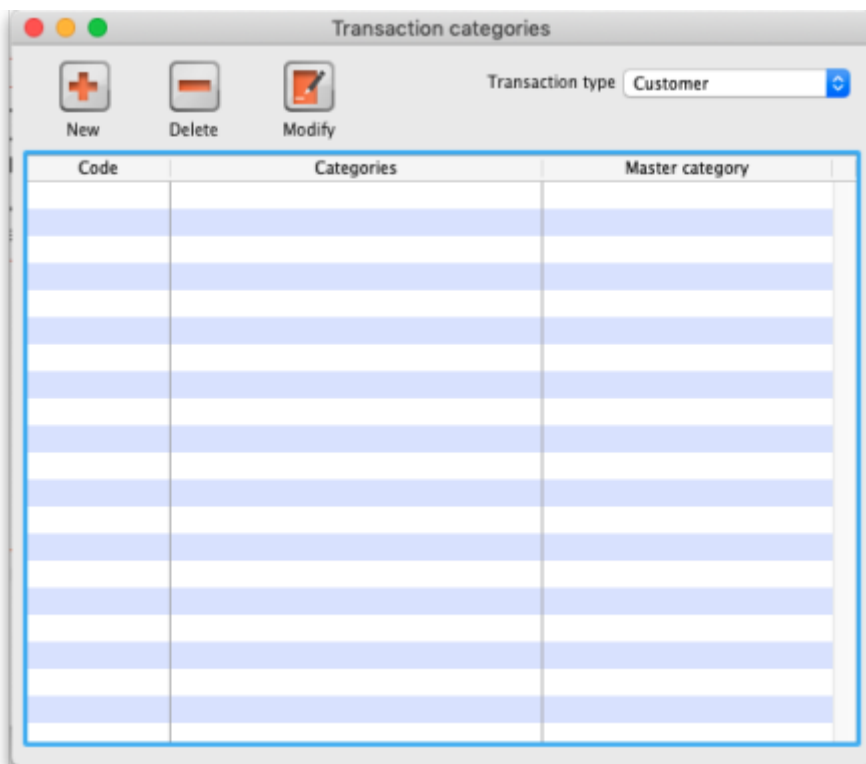 Transaction categories
Transaction type Customer
New Delete Modify
Code Categories Master category